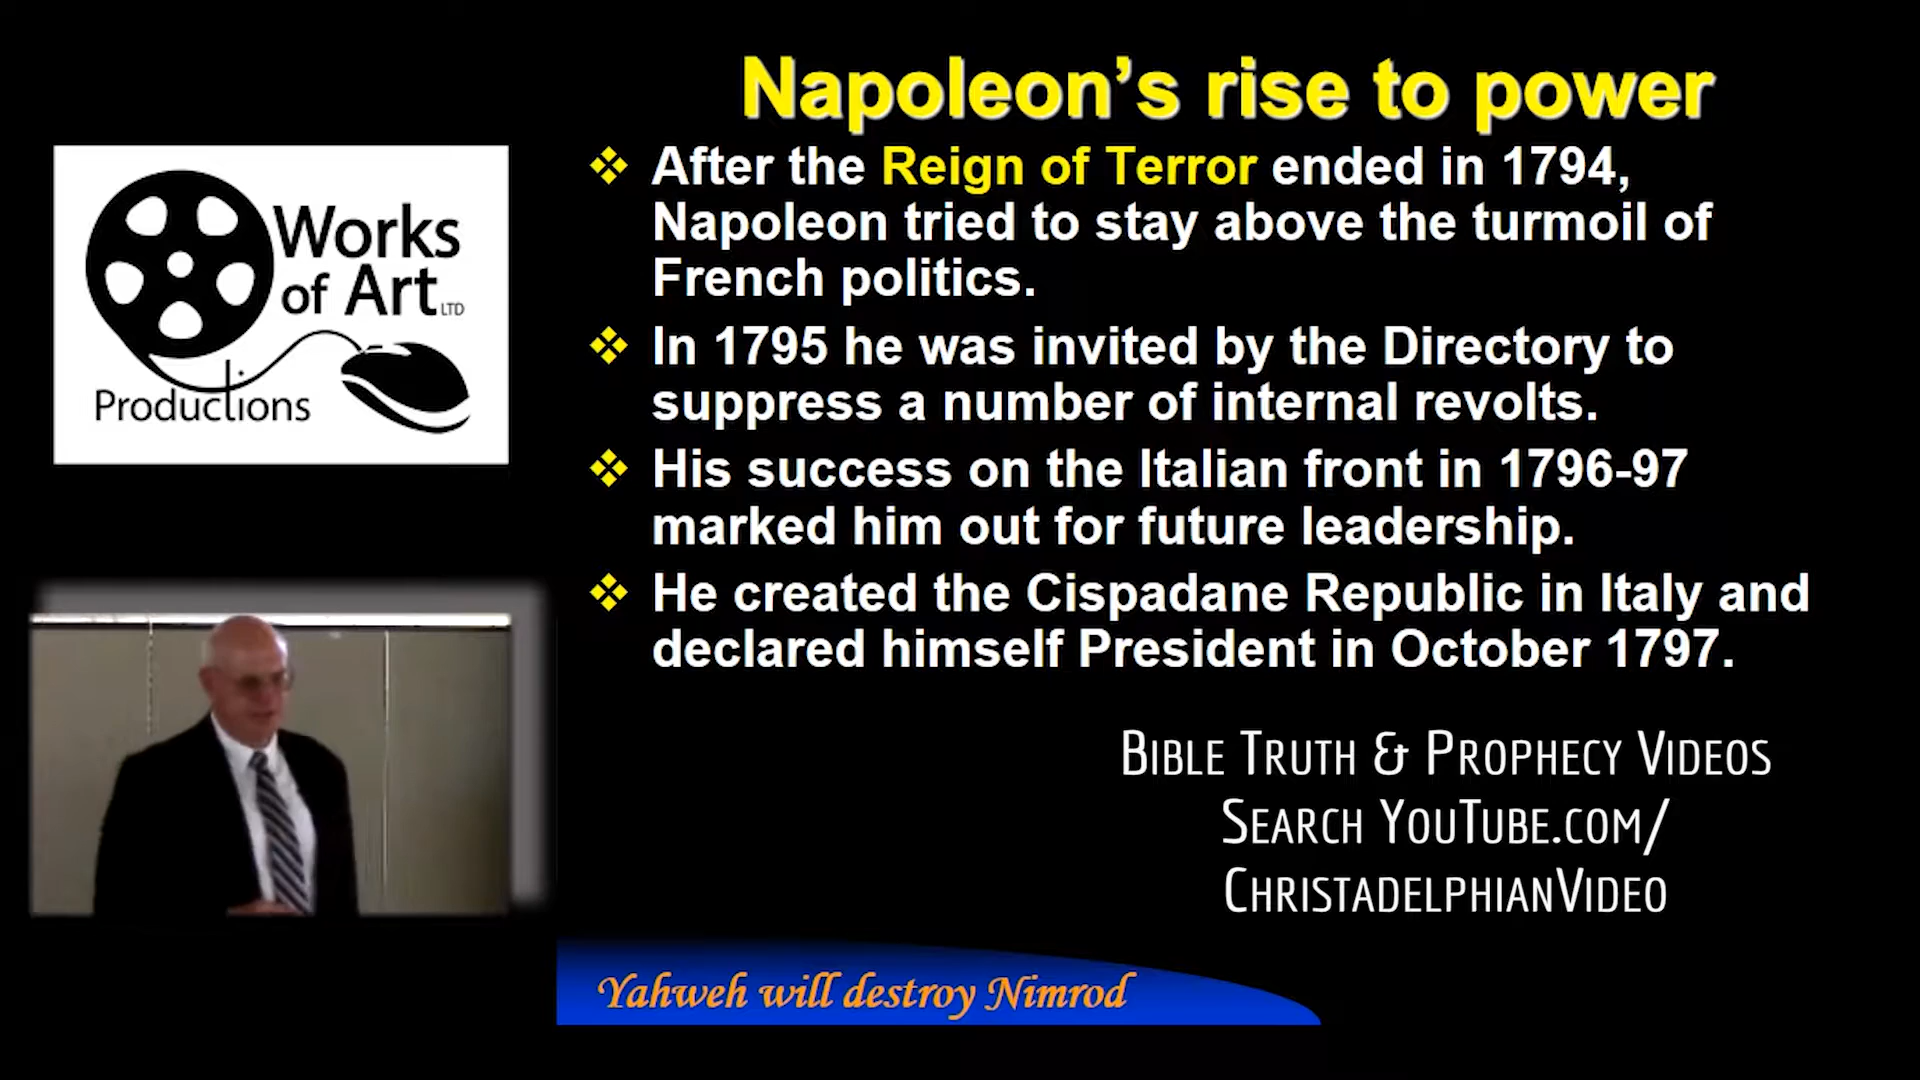 Napoleon’s rise to power
Works
of Art LTD
Productions
❖ After the Reign of Terror ended in 1794,
Napoleon tried to stay above the turmoil of
French politics.
❖ In 1795 he was invited by the Directory to
suppress a number of internal revolts.
❖ His success on the Italian front in 1796-97
marked him out for future leadership.
❖ He created the Cispadane Republic in Italy and
declared himself President in October 1797.
Bible Truth & Prophecy Videos
Search YouTube.com/
ChristadelphianVideo
Yahweh will destroy Nimrod